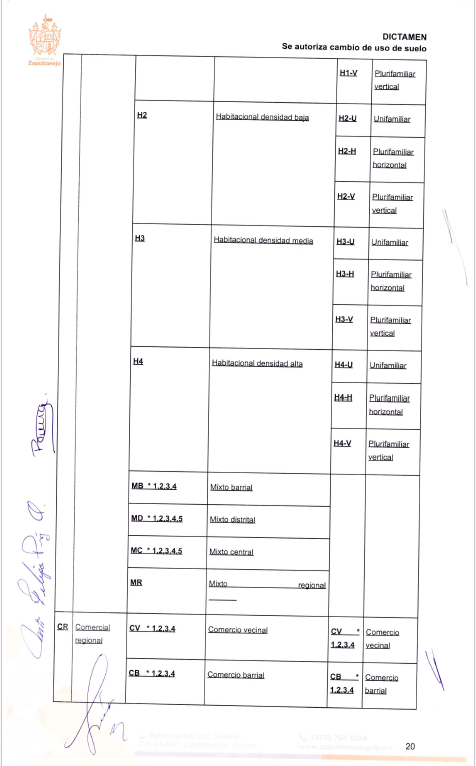 Zapotlanejo
DICTAMEN
Se autoriza cambio de uso de suelo
H1-V Plurifamiliar
vertical
H2 Habitacional densidad baja H2-U Unifamiliar
H2-H Plurifamiliar
horizontal
H2-V Plurifamiliar
vertical
H3 Habitacional densidad media H3-U Unifamiliar
H3-H Plurifamiliar
horizontal
H3-V Plurifamiliar
vertical
H4 Habitacional densidad alta H4-U Unifamiliar
H4-H Plurifamiliar
horizontal
H4-V Plurifamiliar
vertical
MB * 1,2,3,4 Mixto barrial
MD * 1,2,3,4,5 Mixto distrital
MC * 1,2,3,4,5 Mixto central
MR Mixto regional
CR Comercial CV * 1,2,3,4 Comercio vecinal CV * Comercio
regional 1,2,3,4 vecinal
CB * 1,2,3,4 Comercio barrial CB * Comercio
1,2,3,4 barrial
20